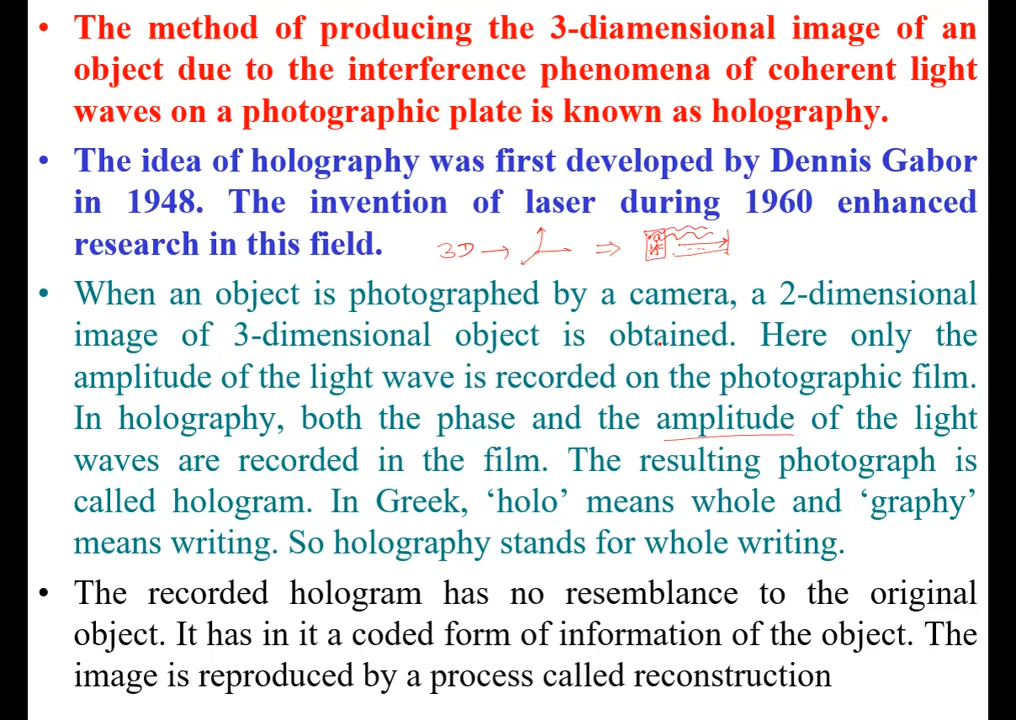 • The method of producing the 3-diamensional image of an
object due to the interference phenomena of coherent light
waves on a photographic plate is known as holography.
• The idea of holography was first developed by Dennis Gabor
in 1948. The invention of laser during 1960 enhanced
research in this field.
3D → ⇒
• When an object is photographed by a camera, a 2-dimensional
image of 3-dimensional object is obtained. Here only the
amplitude of the light wave is recorded on the photographic film.
In holography, both the phase and the amplitude of the light
waves are recorded in the film. The resulting photograph is
called hologram. In Greek, ‘holo’ means whole and ‘graphy’
means writing. So holography stands for whole writing.
• The recorded hologram has no resemblance to the original
object. It has in it a coded form of information of the object. The
image is reproduced by a process called reconstruction